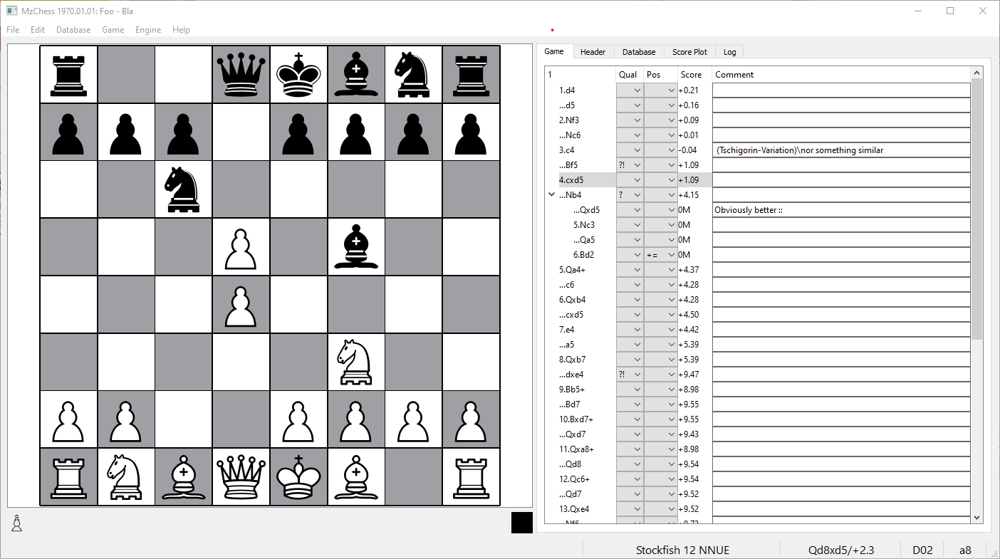 MzChess 1970.01.01: Foo - Bla
File Edit Database Game Engine Help
Game Header Database Score Plot Log
1 Qual Pos Score Comment
1.d4 +0.21
...d5 +0.16
2.Nf3 +0.09
...Nc6 +0.01
3.c4 -0.04 (Tschigorin-Variation)\nor something similar
...Bf5 ?! +1.09
4.cxd5 +1.09
...Nb4 ? +4.15
...Qxd5 0M Obviously better ::
5.Nc3 0M
...Qa5 0M
6.Bd2 += 0M
5.Qa4+ +4.37
...c6 +4.28
6.Qxb4 +4.28
...cxd5 +4.50
7.e4 +4.42
...a5 +5.39
8.Qxb7 +5.39
...dxe4 ?! +9.47
9.Bb5+ +8.98
...Bd7 +9.55
10.Bxd7+ +9.55
...Qxd7 +9.43
11.Qxa8+ +8.98
...Qd8 +9.54
12.Qc6+ +9.54
...Qd7 +9.52
13.Qxe4 +9.52
Stockfish 12 NNUE Qd8xd5/+2.3 D02 a8